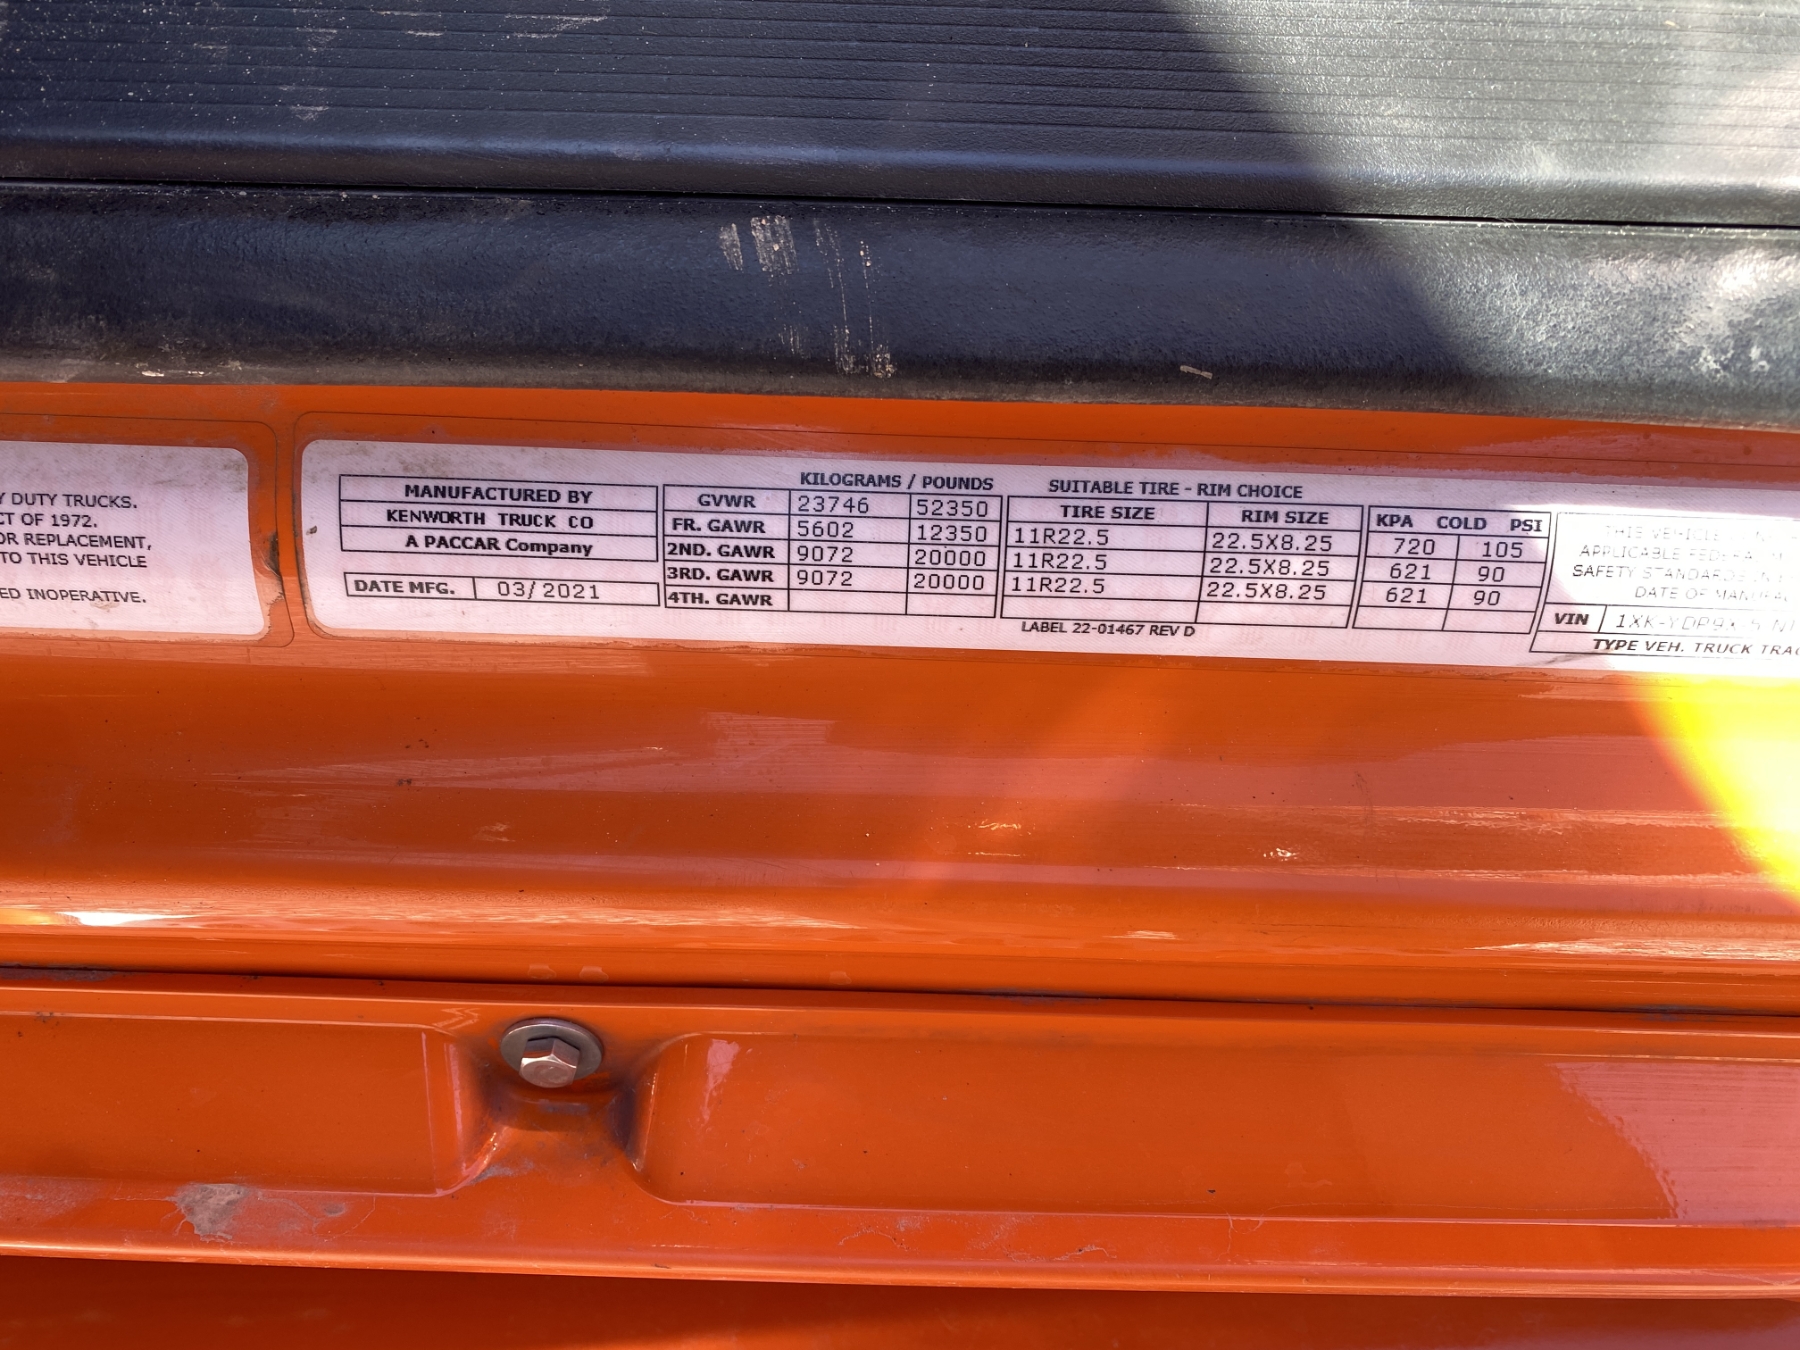 Y DUTY TRUCKS.
CT OF 1972.
OR REPLACEMENT,
TO THIS VEHICLE
ED INOPERATIVE.
MANUFACTURED BY
KENWORTH TRUCK CO
A PACCAR Company
DATE MFG. 03/2021
KILOGRAMS / POUNDS
GVWR 23746 52350
FR. GAWR 5602 12350
2ND. GAWR 9072 20000
3RD. GAWR 9072 20000
4TH. GAWR
SUITABLE TIRE - RIM CHOICE
TIRE SIZE RIM SIZE
11R22.5 22.5X8.25
11R22.5 22.5X8.25
11R22.5 22.5X8.25
LABEL 22-01467 REV D
KPA COLD PSI
720 105
621 90
621 90
THIS VEHICLE
APPLICABLE FEDERAL
SAFETY STANDARDS IN
DATE OF MANUFAC
VIN
TYPE VEH. TRUCK TRAC